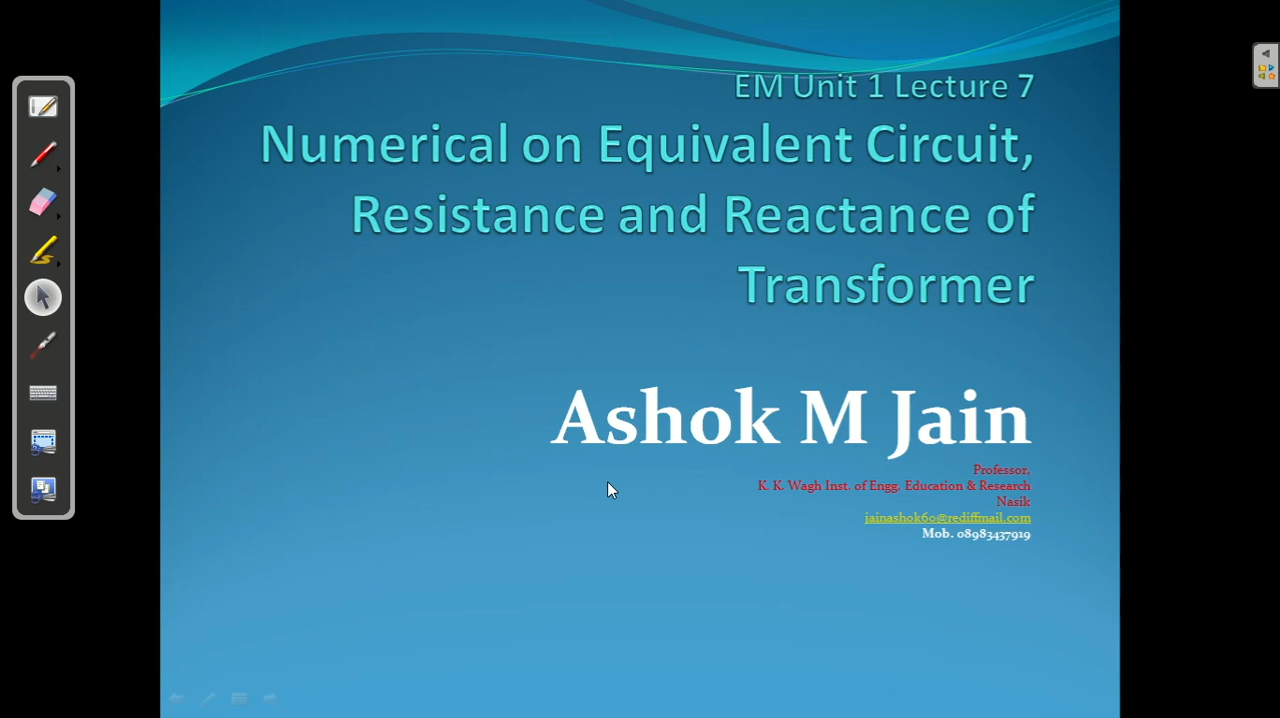 EM Unit 1 Lecture 7
Numerical on Equivalent Circuit,
Resistance and Reactance of
Transformer
Ashok M Jain
Professor,
K. K. Wagh Inst. of Engg. Education & Research
Nasik
jainashok60@rediffmail.com
Mob. 08983437919